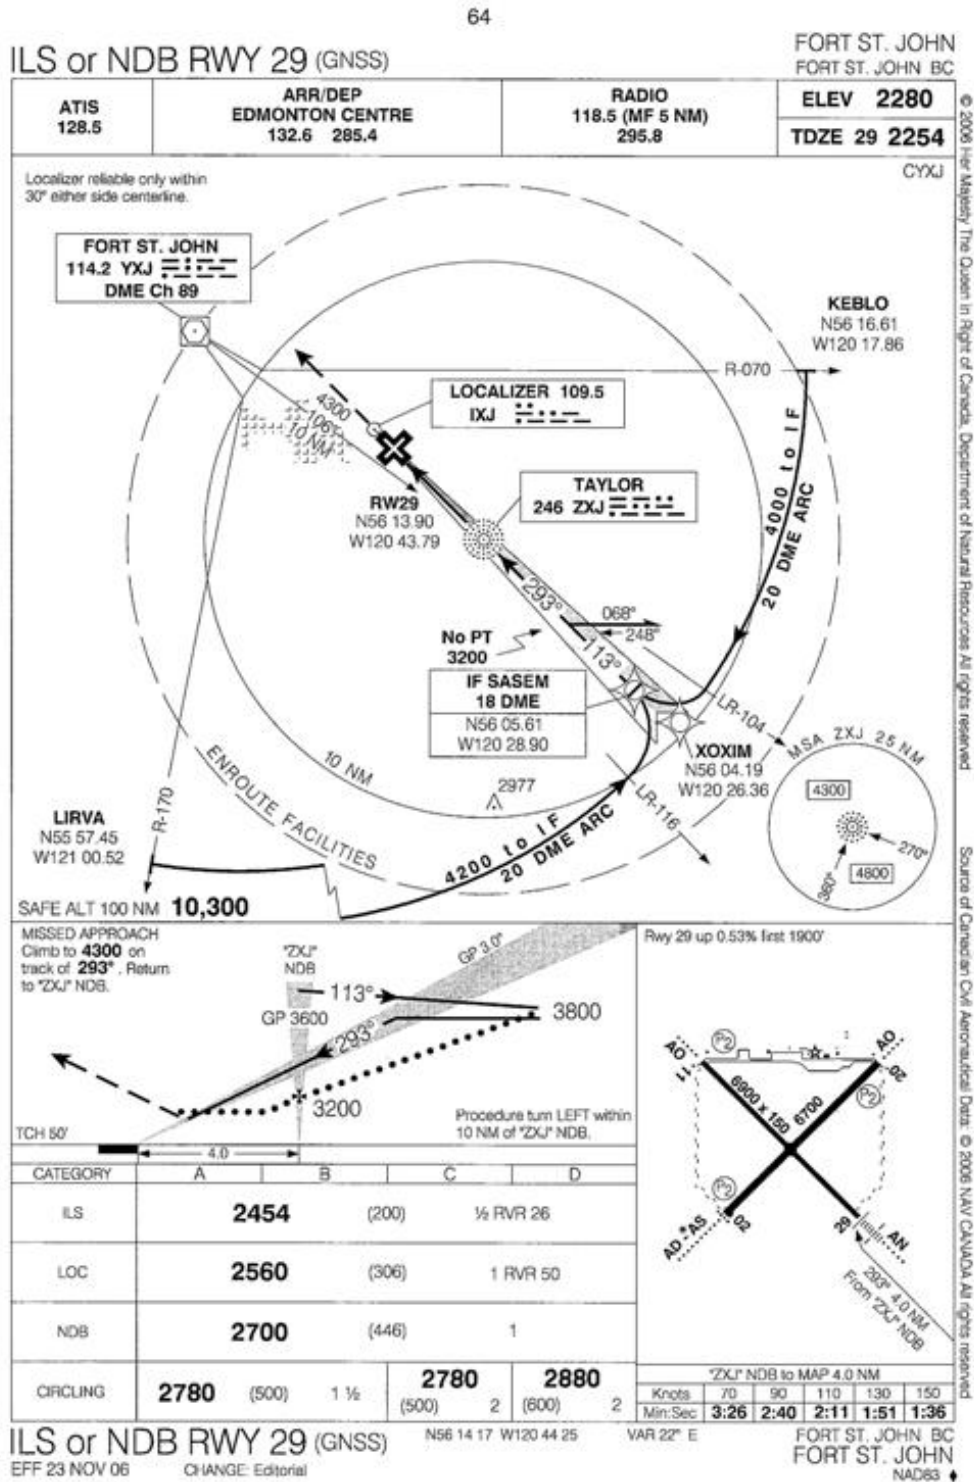 64
ILS or NDB RWY 29 (GNSS)
FORT ST. JOHN
FORT ST. JOHN BC
ATIS
128.5
ARR/DEP
EDMONTON CENTRE
132.6 285.4
RADIO
118.5 (MF 5 NM)
295.8
ELEV 2280
TDZE 29 2254
CYXJ
Localizer reliable only within
30° either side centerline.
FORT ST. JOHN
114.2 YXJ
DME Ch 89
KEBLO
N56 16.61
W120 17.86
R-070
LOCALIZER 109.5
IXJ
4300
106°
10 NM
RW29
N56 13.90
W120 43.79
TAYLOR
246 ZXJ
4000 to IF
20 DME ARC
293°
068°
248°
113°
No PT
3200
IF SASEM
18 DME
N56 05.61
W120 28.90
LR-104
XOXIM
N56 04.19
W120 26.36
MSA ZXJ 25 NM
4300
270°
360°
4800
10 NM
2977
LR-116
ENROUTE FACILITIES
R-170
LIRVA
N55 57.45
W121 00.52
4200 to IF
20 DME ARC
SAFE ALT 100 NM 10,300
MISSED APPROACH
Climb to 4300 on
track of 293°. Return
to "ZXJ" NDB.
"ZXJ"
NDB
GP 3.0°
113°
GP 3600
293°
3800
3200
Procedure turn LEFT within
10 NM of "ZXJ" NDB.
TCH 50'
4.0
Rwy 29 up 0.53% first 1900'
AO
11
P2
AO
20
P2
6900 x 150
6700
P2
AD *AS
02
29
AN
293° 4.0 NM
From "ZXJ" NDB
CATEGORY A B C D
ILS 2454 (200) ½ RVR 26
LOC 2560 (306) 1 RVR 50
NDB 2700 (446) 1
CIRCLING 2780 (500) 1 ½ 2780 (500) 2 2880 (600) 2
"ZXJ" NDB to MAP 4.0 NM
Knots 70 90 110 130 150
Min:Sec 3:26 2:40 2:11 1:51 1:36
ILS or NDB RWY 29 (GNSS)
N56 14 17 W120 44 25
VAR 22° E
FORT ST. JOHN BC
FORT ST. JOHN
EFF 23 NOV 06
CHANGE: Editorial
NAD83
© 2006 Her Majesty The Queen in Right of Canada, Department of Natural Resources All rights reserved
Source of Canadian Civil Aeronautical Data: © 2006 NAV CANADA All rights reserved